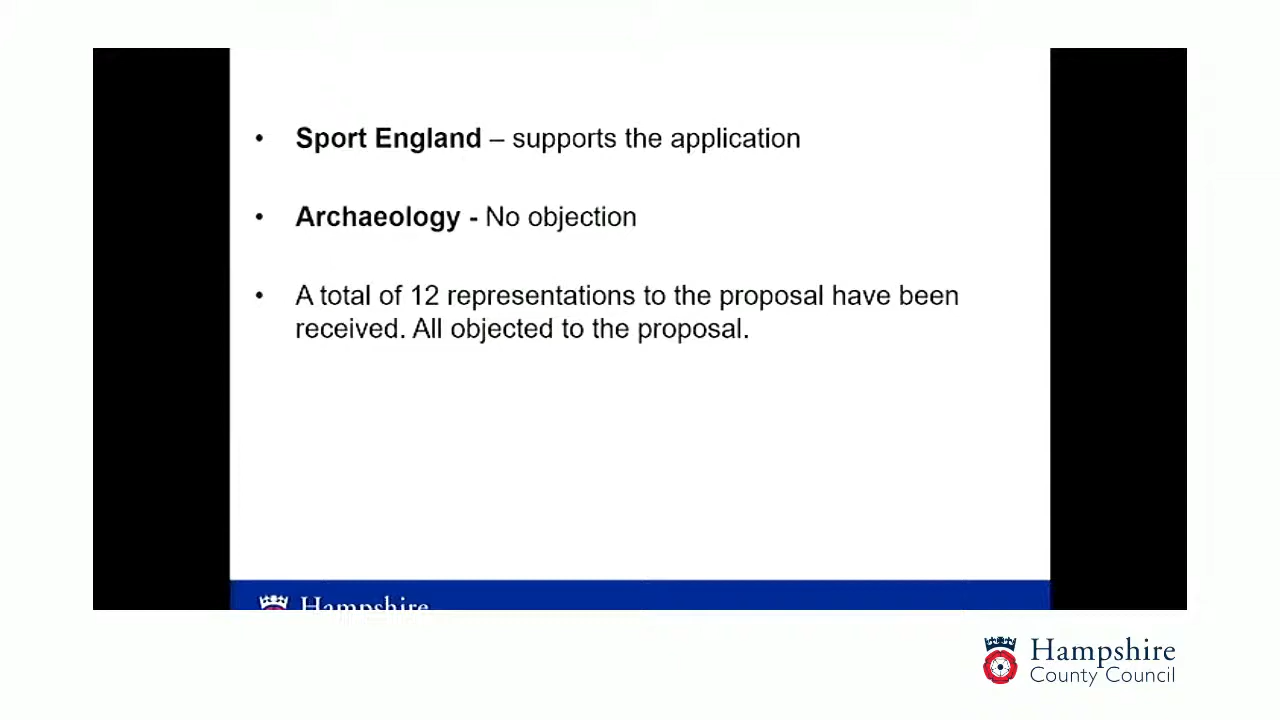 • Sport England – supports the application
• Archaeology - No objection
• A total of 12 representations to the proposal have been
received. All objected to the proposal.
Hampshire
Hampshire
County Council